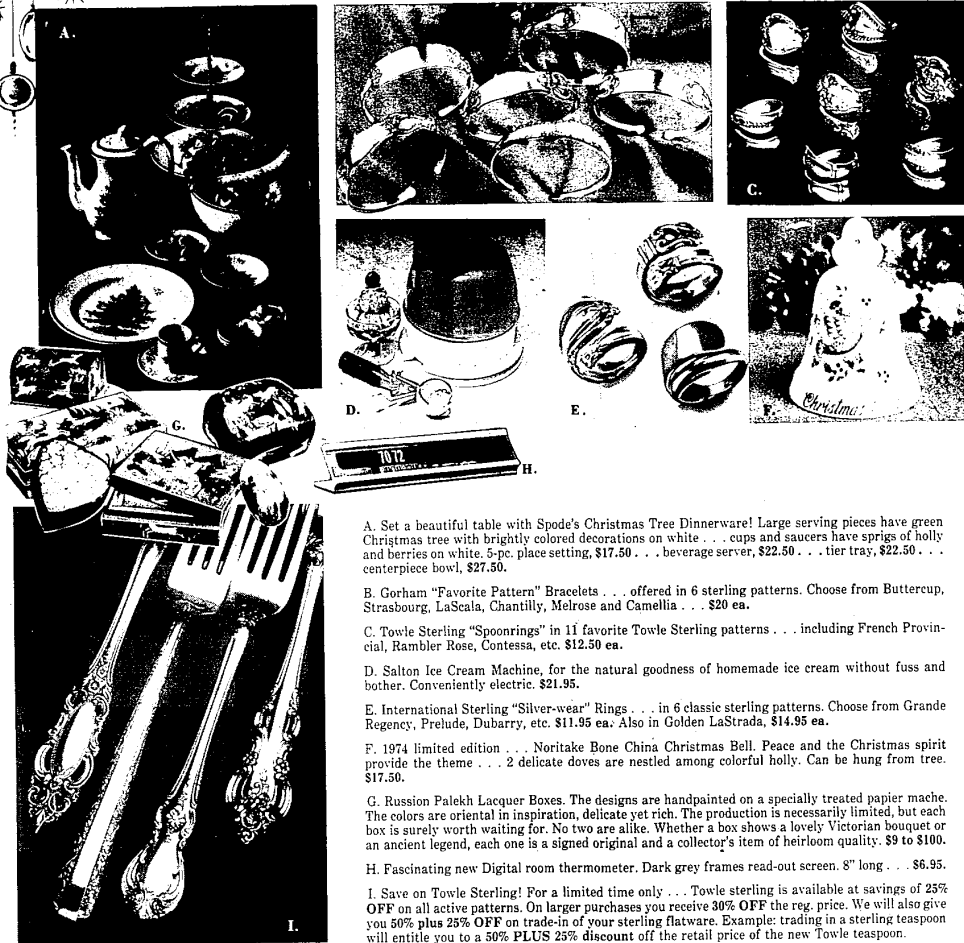 A.
C.
D.
E.
F.
Christmas
G.
70 72
H.
I.
A. Set a beautiful table with Spode's Christmas Tree Dinnerware! Large serving pieces have green
Christmas tree with brightly colored decorations on white . . . cups and saucers have sprigs of holly
and berries on white. 5-pc. place setting, $17.50 . . . beverage server, $22.50 . . . tier tray, $22.50 . . .
centerpiece bowl, $27.50.
B. Gorham "Favorite Pattern" Bracelets . . . offered in 6 sterling patterns. Choose from Buttercup,
Strasbourg, LaScala, Chantilly, Melrose and Camellia . . . $20 ea.
C. Towle Sterling "Spoonrings" in 11 favorite Towle Sterling patterns . . . including French Provin-
cial, Rambler Rose, Contessa, etc. $12.50 ea.
D. Salton Ice Cream Machine, for the natural goodness of homemade ice cream without fuss and
bother. Conveniently electric. $21.95.
E. International Sterling "Silver-wear" Rings . . . in 6 classic sterling patterns. Choose from Grande
Regency, Prelude, Dubarry, etc. $11.95 ea. Also in Golden LaStrada, $14.95 ea.
F. 1974 limited edition . . . Noritake Bone China Christmas Bell. Peace and the Christmas spirit
provide the theme . . . 2 delicate doves are nestled among colorful holly. Can be hung from tree.
$17.50.
G. Russion Palekh Lacquer Boxes. The designs are handpainted on a specially treated papier mache.
The colors are oriental in inspiration, delicate yet rich. The production is necessarily limited, but each
box is surely worth waiting for. No two are alike. Whether a box shows a lovely Victorian bouquet or
an ancient legend, each one is a signed original and a collector's item of heirloom quality. $9 to $100.
H. Fascinating new Digital room thermometer. Dark grey frames read-out screen. 8" long . . . $6.95.
I. Save on Towle Sterling! For a limited time only . . . Towle sterling is available at savings of 25%
OFF on all active patterns. On larger purchases you receive 30% OFF the reg. price. We will also give
you 50% plus 25% OFF on trade-in of your sterling flatware. Example: trading in a sterling teaspoon
will entitle you to a 50% PLUS 25% discount off the retail price of the new Towle teaspoon.